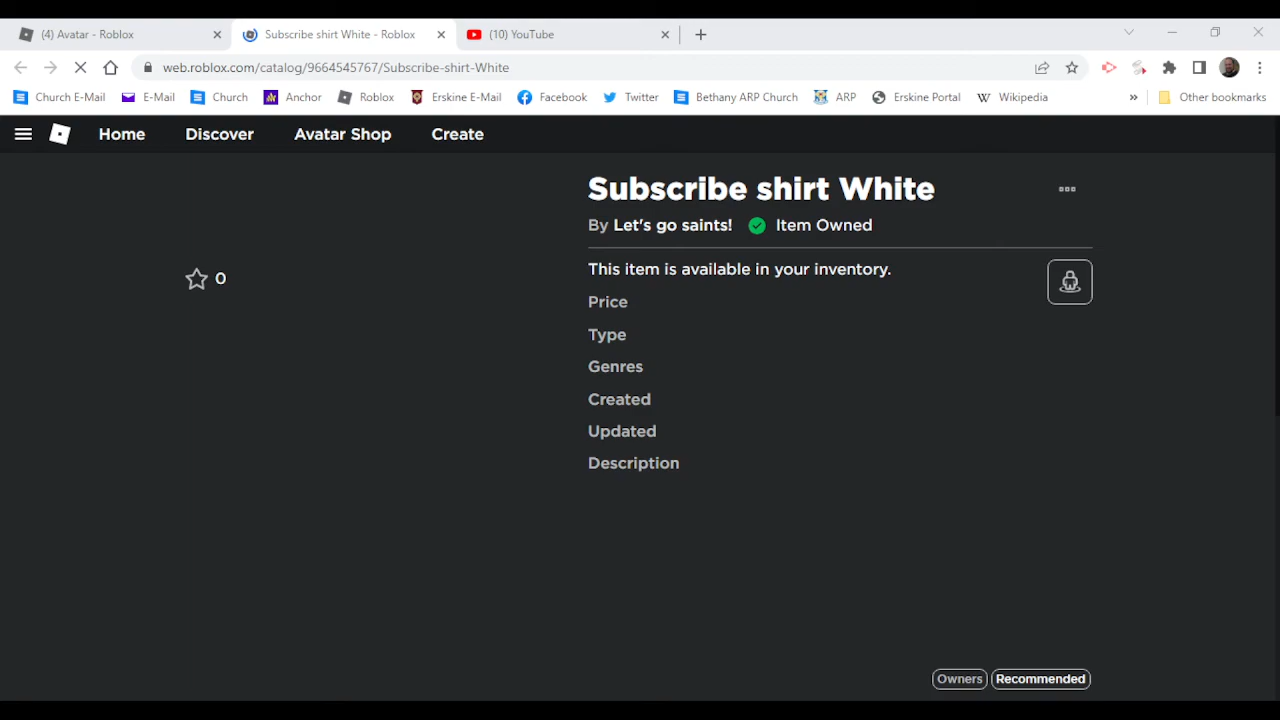 (4) Avatar - Roblox
Subscribe shirt White - Roblox
(10) YouTube
web.roblox.com/catalog/9664545767/Subscribe-shirt-White
Church E-Mail E-Mail Church Anchor Roblox Erskine E-Mail Facebook Twitter Bethany ARP Church ARP Erskine Portal Wikipedia » Other bookmarks
Home Discover Avatar Shop Create
Subscribe shirt White
By Let's go saints! Item Owned
This item is available in your inventory.
0
Price
Type
Genres
Created
Updated
Description
Owners Recommended